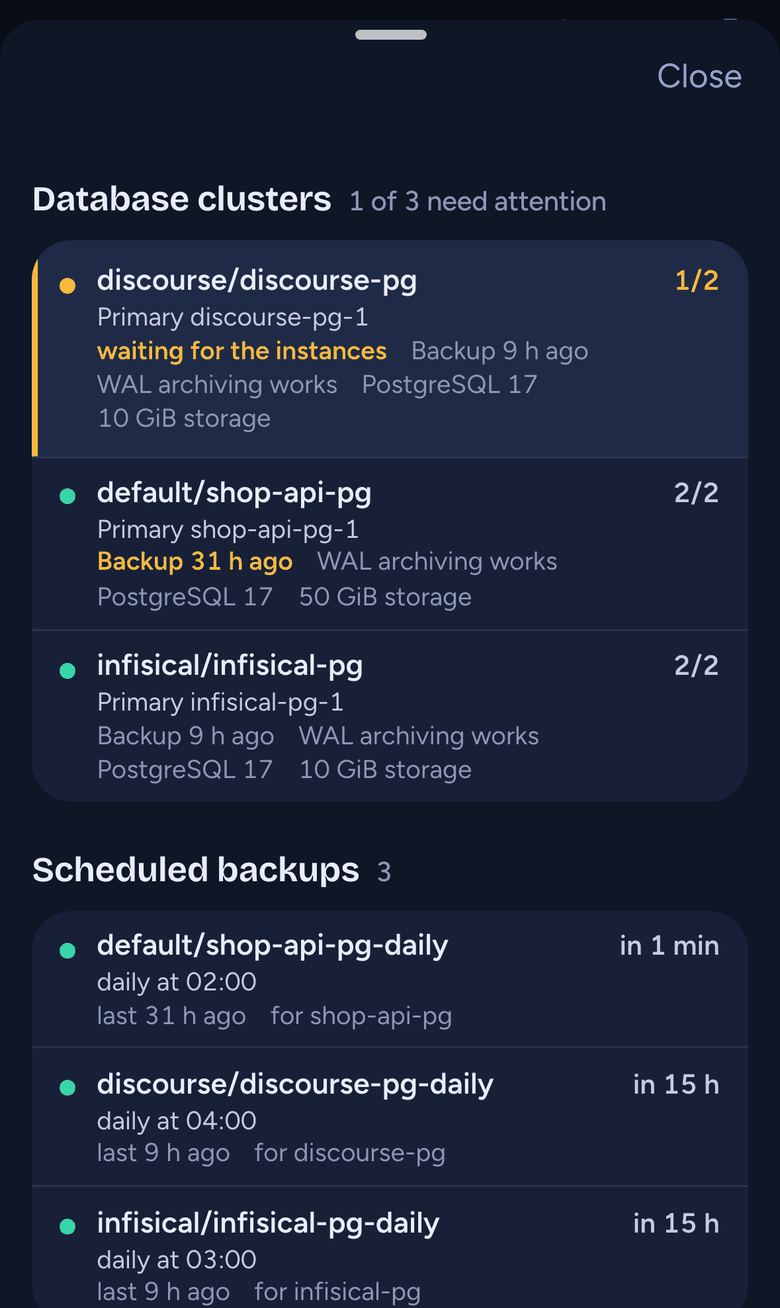 Close
Database clusters 1 of 3 need attention
discourse/discourse-pg 1/2
Primary discourse-pg-1
waiting for the instances Backup 9 h ago
WAL archiving works PostgreSQL 17
10 GiB storage
default/shop-api-pg 2/2
Primary shop-api-pg-1
Backup 31 h ago WAL archiving works
PostgreSQL 17 50 GiB storage
infisical/infisical-pg 2/2
Primary infisical-pg-1
Backup 9 h ago WAL archiving works
PostgreSQL 17 10 GiB storage
Scheduled backups 3
default/shop-api-pg-daily in 1 min
daily at 02:00
last 31 h ago for shop-api-pg
discourse/discourse-pg-daily in 15 h
daily at 04:00
last 9 h ago for discourse-pg
infisical/infisical-pg-daily in 15 h
daily at 03:00
last 9 h ago for infisical-pg